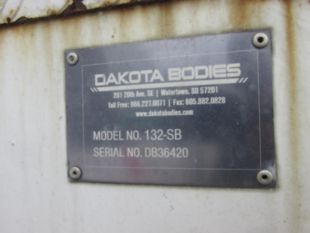 DAKOTA BODIES
201 20th Ave. SE | Watertown, SD 57201
Toll Free: 866.227.0071 | Fax: 605.882.0828
www.dakotabodies.com
MODEL NO. 132-SB
SERIAL NO. DB36420